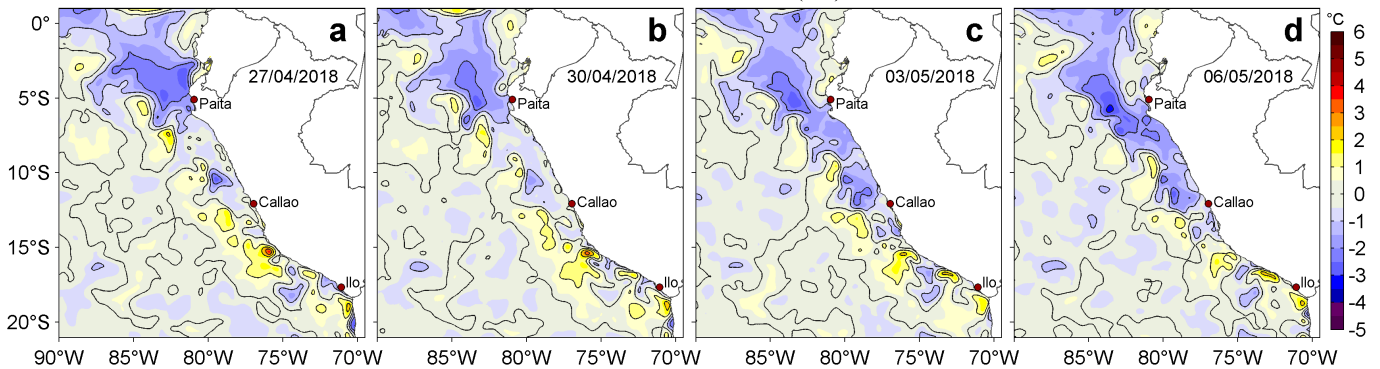 a
b
c
d
°C
27/04/2018
30/04/2018
03/05/2018
06/05/2018
0°
5°S
10°S
15°S
20°S
Paita
Callao
Ilo
Paita
Callao
Ilo
Paita
Callao
Ilo
Paita
Callao
Ilo
6
5
4
3
2
1
0
-1
-2
-3
-4
-5
90°W 85°W 80°W 75°W 70°W
85°W 80°W 75°W 70°W
85°W 80°W 75°W 70°W
85°W 80°W 75°W 70°W